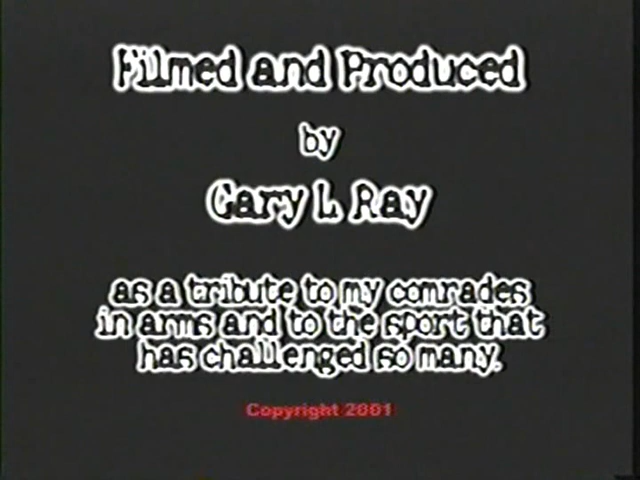 Filmed and Produced
by
Gary L Ray
as a tribute to my comrades
in arms and to the sport that
has challenged so many.
Copyright 2001